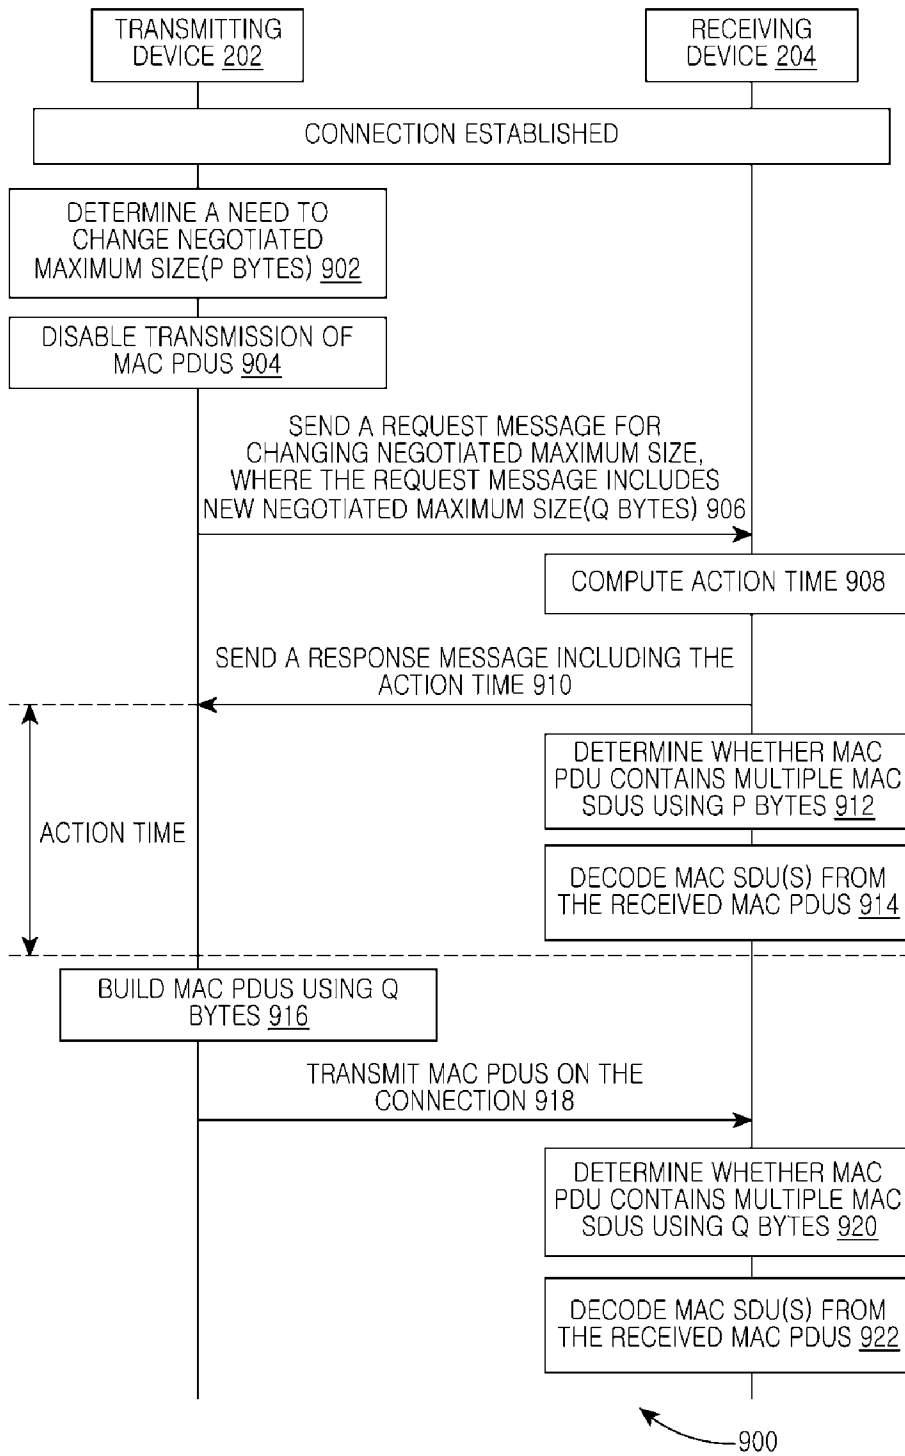 TRANSMITTING
DEVICE 202
RECEIVING
DEVICE 204
CONNECTION ESTABLISHED
DETERMINE A NEED TO
CHANGE NEGOTIATED
MAXIMUM SIZE(P BYTES) 902
DISABLE TRANSMISSION OF
MAC PDUS 904
SEND A REQUEST MESSAGE FOR
CHANGING NEGOTIATED MAXIMUM SIZE,
WHERE THE REQUEST MESSAGE INCLUDES
NEW NEGOTIATED MAXIMUM SIZE(Q BYTES) 906
COMPUTE ACTION TIME 908
SEND A RESPONSE MESSAGE INCLUDING THE
ACTION TIME 910
DETERMINE WHETHER MAC
PDU CONTAINS MULTIPLE MAC
SDUS USING P BYTES 912
ACTION TIME
DECODE MAC SDU(S) FROM
THE RECEIVED MAC PDUS 914
BUILD MAC PDUS USING Q
BYTES 916
TRANSMIT MAC PDUS ON THE
CONNECTION 918
DETERMINE WHETHER MAC
PDU CONTAINS MULTIPLE MAC
SDUS USING Q BYTES 920
DECODE MAC SDU(S) FROM
THE RECEIVED MAC PDUS 922
900